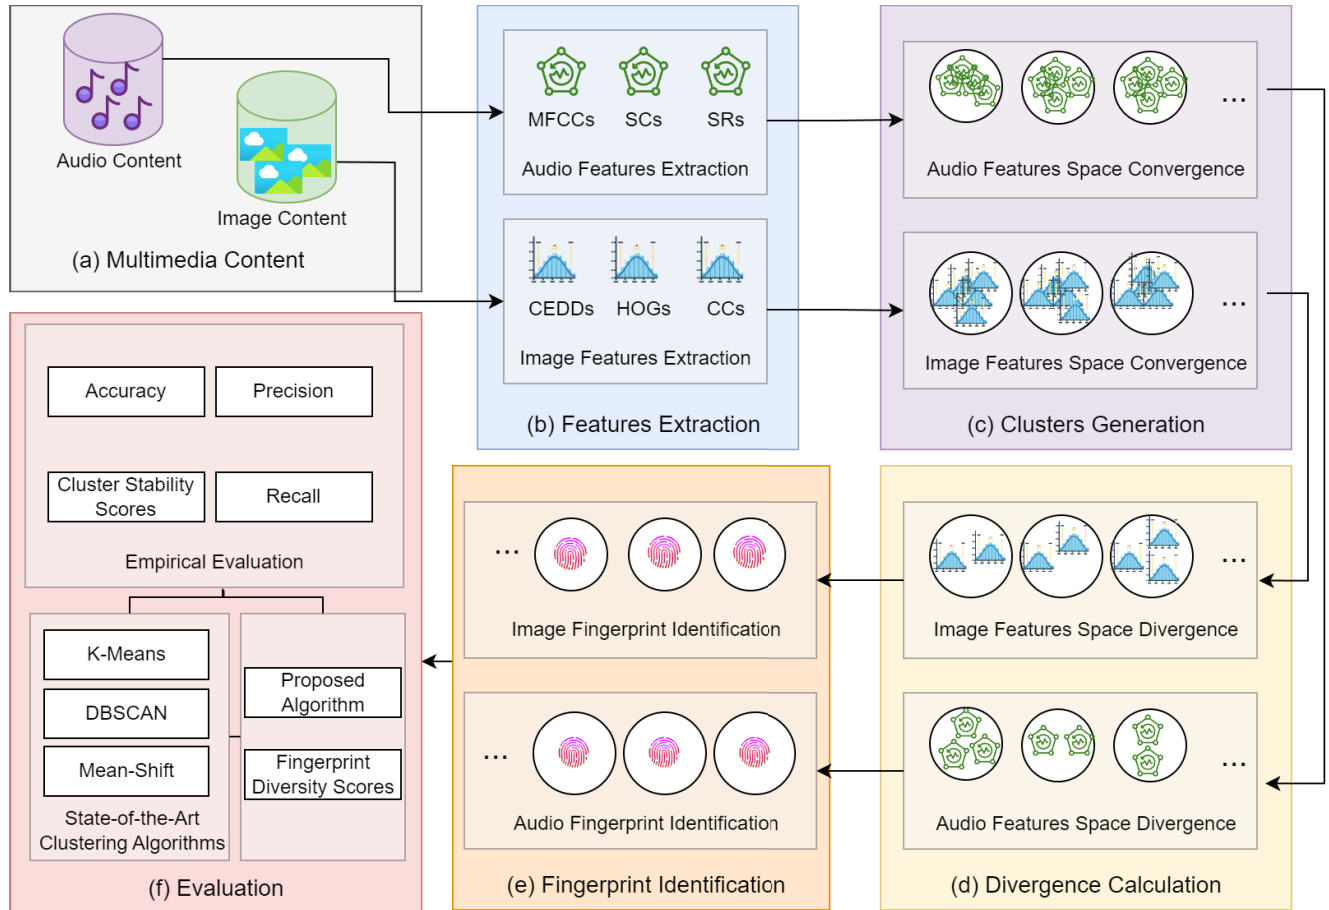 Audio Content
Image Content
(a) Multimedia Content
MFCCs
SCs
SRs
Audio Features Extraction
CEDDs
HOGs
CCs
Image Features Extraction
(b) Features Extraction
...
Audio Features Space Convergence
...
Image Features Space Convergence
(c) Clusters Generation
...
Image Features Space Divergence
...
Audio Features Space Divergence
(d) Divergence Calculation
...
Image Fingerprint Identification
...
Audio Fingerprint Identification
(e) Fingerprint Identification
Accuracy
Precision
Cluster Stability
Scores
Recall
Empirical Evaluation
K-Means
DBSCAN
Mean-Shift
State-of-the-Art
Clustering Algorithms
Proposed
Algorithm
Fingerprint
Diversity Scores
(f) Evaluation